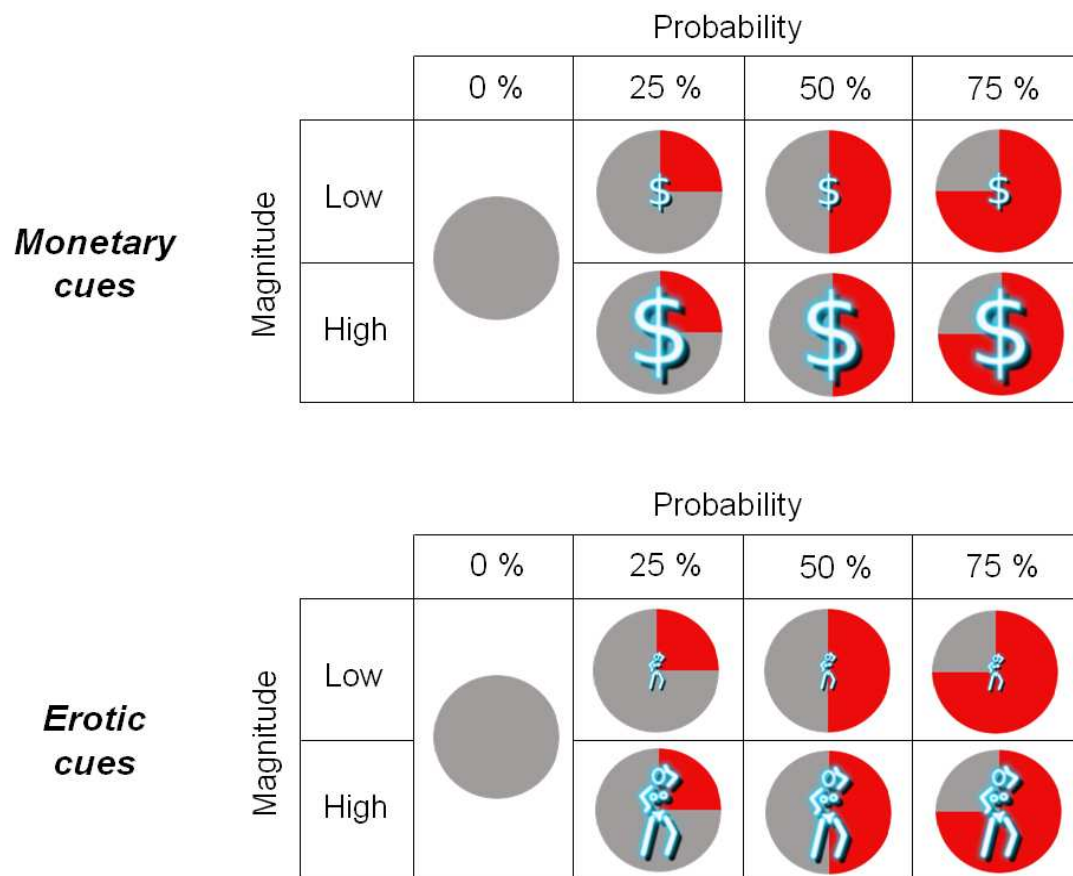 Probability
0 % 25 % 50 % 75 %
Monetary
cues
Magnitude
Low
$ $ $
High
$ $ $
Probability
0 % 25 % 50 % 75 %
Erotic
cues
Magnitude
Low
High